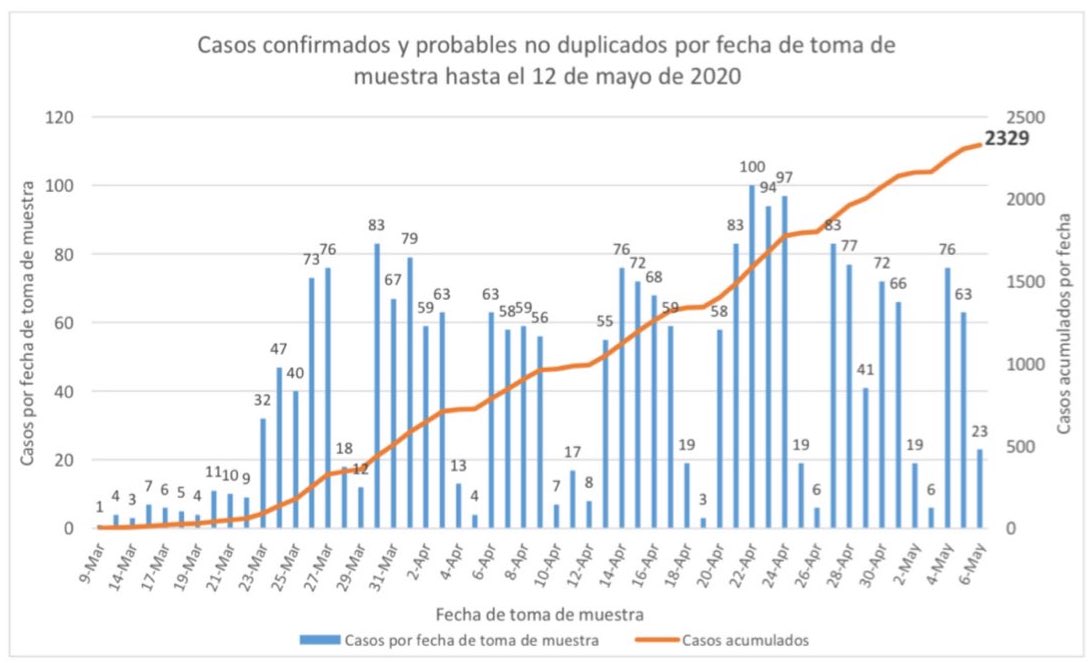 Casos confirmados y probables no duplicados por fecha de toma de
muestra hasta el 12 de mayo de 2020
Casos por fecha de toma de muestra
120
100
80
60
40
20
0
1
4
3
7
6
5
4
11
10
9
32
47
40
73
76
18
12
83
67
79
59
63
13
4
63
58
59
56
7
17
8
55
76
72
68
59
19
3
58
83
100
94
97
19
6
83
77
41
72
66
19
6
76
63
23
2329
2500
2000
1500
1000
500
0
Casos acumulados por fecha
9-Mar
14-Mar
17-Mar
19-Mar
21-Mar
23-Mar
25-Mar
27-Mar
29-Mar
31-Mar
2-Apr
4-Apr
6-Apr
8-Apr
10-Apr
12-Apr
14-Apr
16-Apr
18-Apr
20-Apr
22-Apr
24-Apr
26-Apr
28-Apr
30-Apr
2-May
4-May
6-May
Fecha de toma de muestra
Casos por fecha de toma de muestra
Casos acumulados